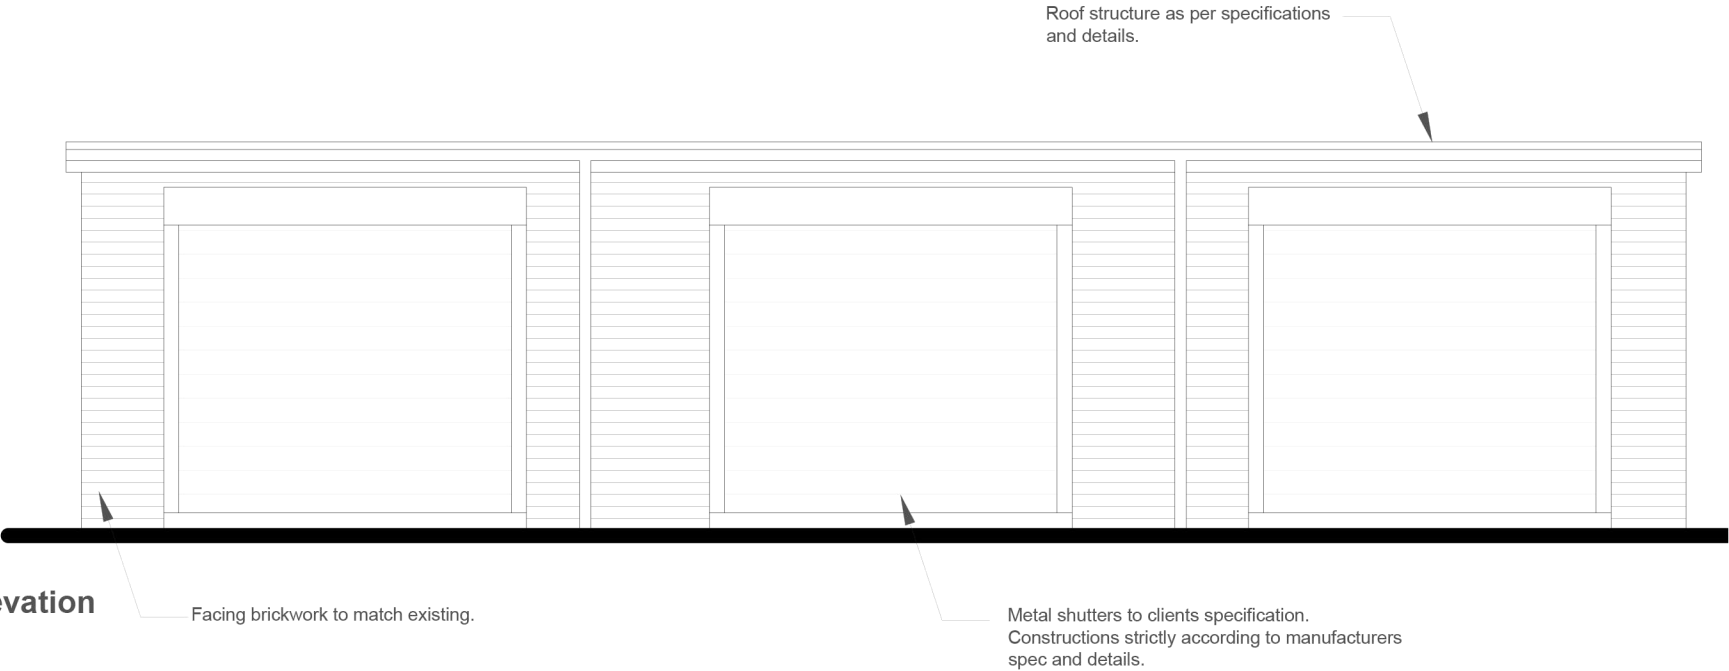 Roof structure as per specifications
and details.
evation
Facing brickwork to match existing.
Metal shutters to clients specification.
Constructions strictly according to manufacturers
spec and details.